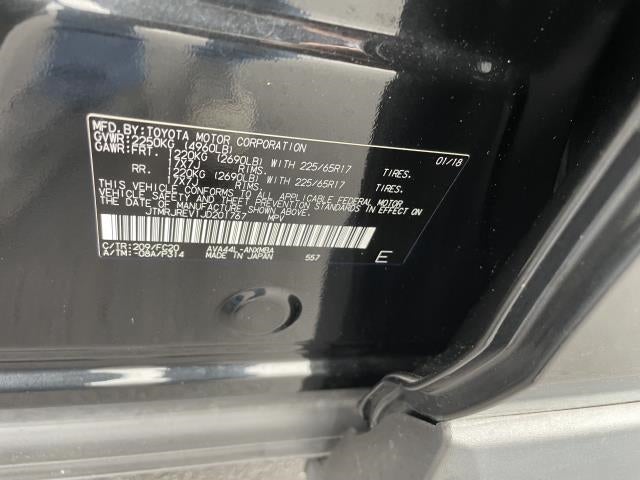 MFD.BY:TOYOTA MOTOR CORPORATION 01/18
GVWR:2250KG (4960LB)
GAWR:FRT. 1220KG (2690LB) WITH 225/65R17 TIRES.
17X7J RIMS.
RR. 1220KG (2690LB) WITH 225/65R17 TIRES.
17X7J RIMS.
THIS VEHICLE CONFORMS TO ALL APPLICABLE FEDERAL MOTOR
VEHICLE SAFETY AND THEFT PREVENTION STANDARDS IN EFFECT
ON THE DATE OF MANUFACTURE SHOWN ABOVE.
JTMRJREV1JD201767 MPV
C/TR:209/FC20 AVA44L-ANXMBA
A/TM:-08A/P314 MADE IN JAPAN 557 E